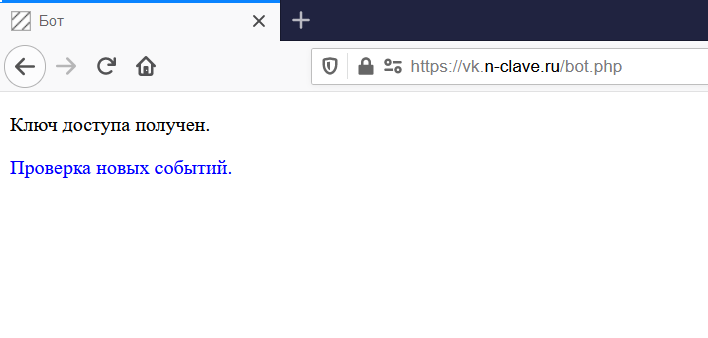 Бот
https://vk.n-clave.ru/bot.php
Ключ доступа получен.
Проверка новых событий.